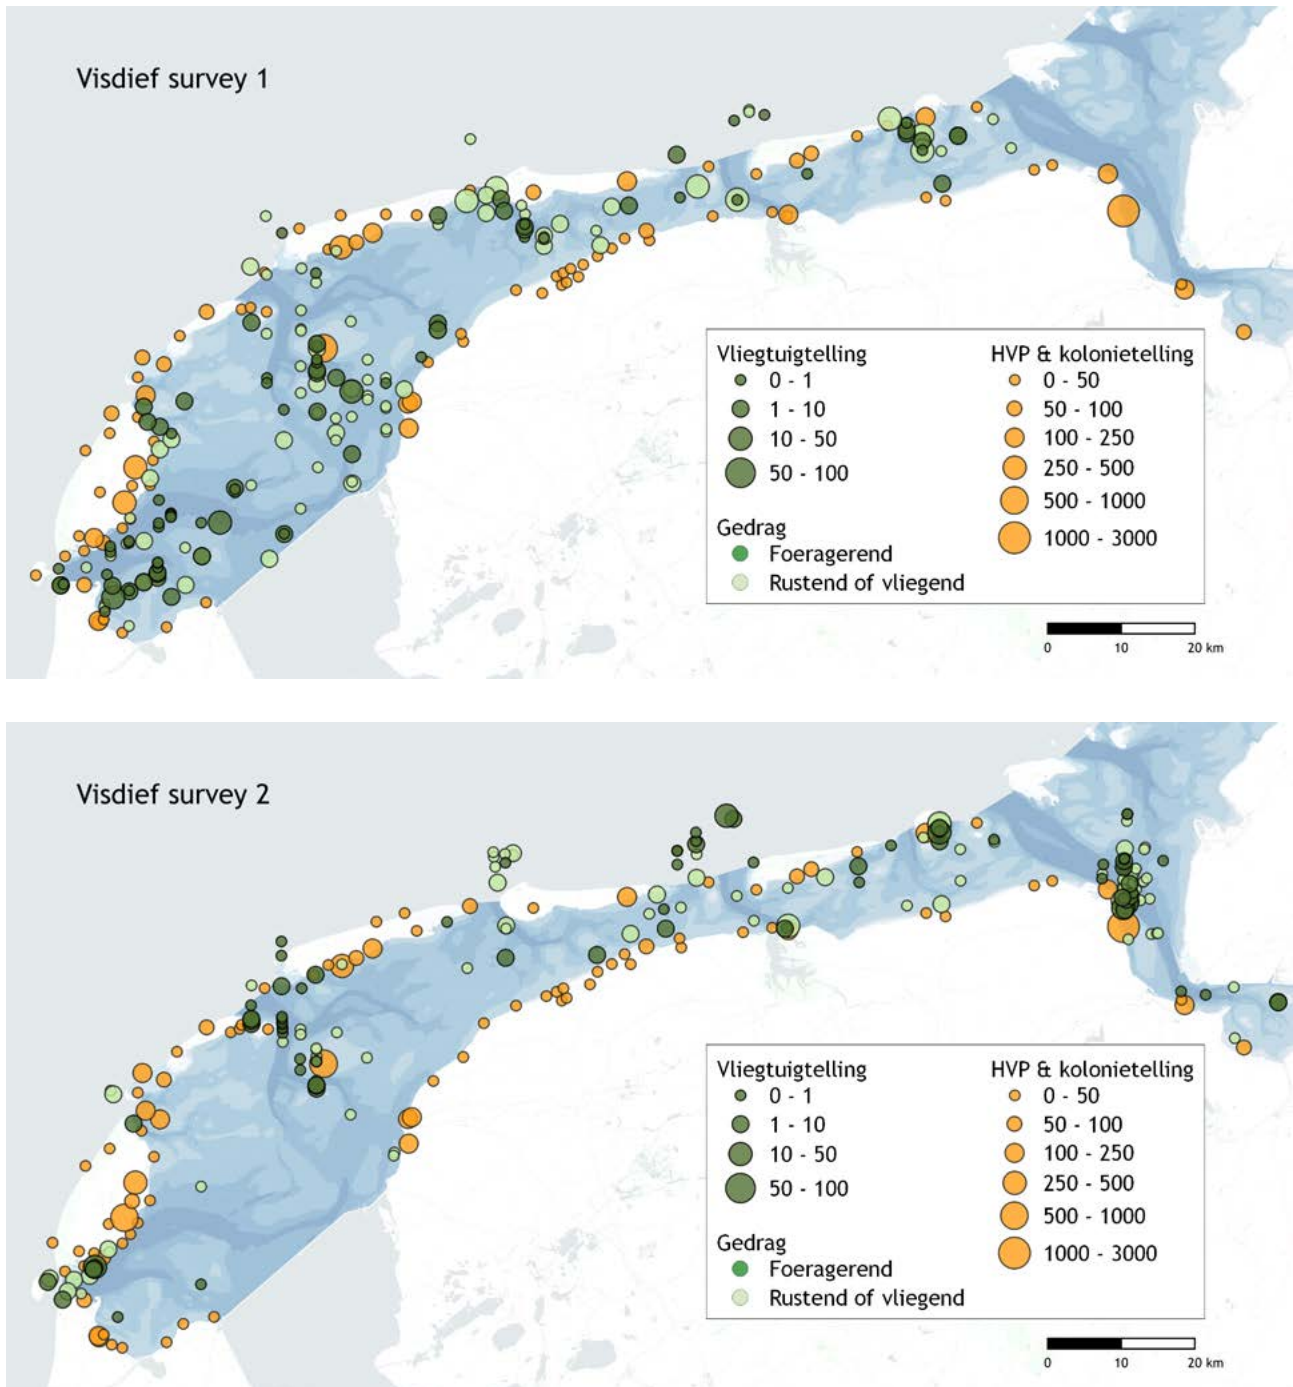 Visdief survey 1
Vliegtuigtelling
0 - 1
1 - 10
10 - 50
50 - 100
Gedrag
Foeragerend
Rustend of vliegend
HVP & kolonietelling
0 - 50
50 - 100
100 - 250
250 - 500
500 - 1000
1000 - 3000
0 10 20 km
Visdief survey 2
Vliegtuigtelling
0 - 1
1 - 10
10 - 50
50 - 100
Gedrag
Foeragerend
Rustend of vliegend
HVP & kolonietelling
0 - 50
50 - 100
100 - 250
250 - 500
500 - 1000
1000 - 3000
0 10 20 km